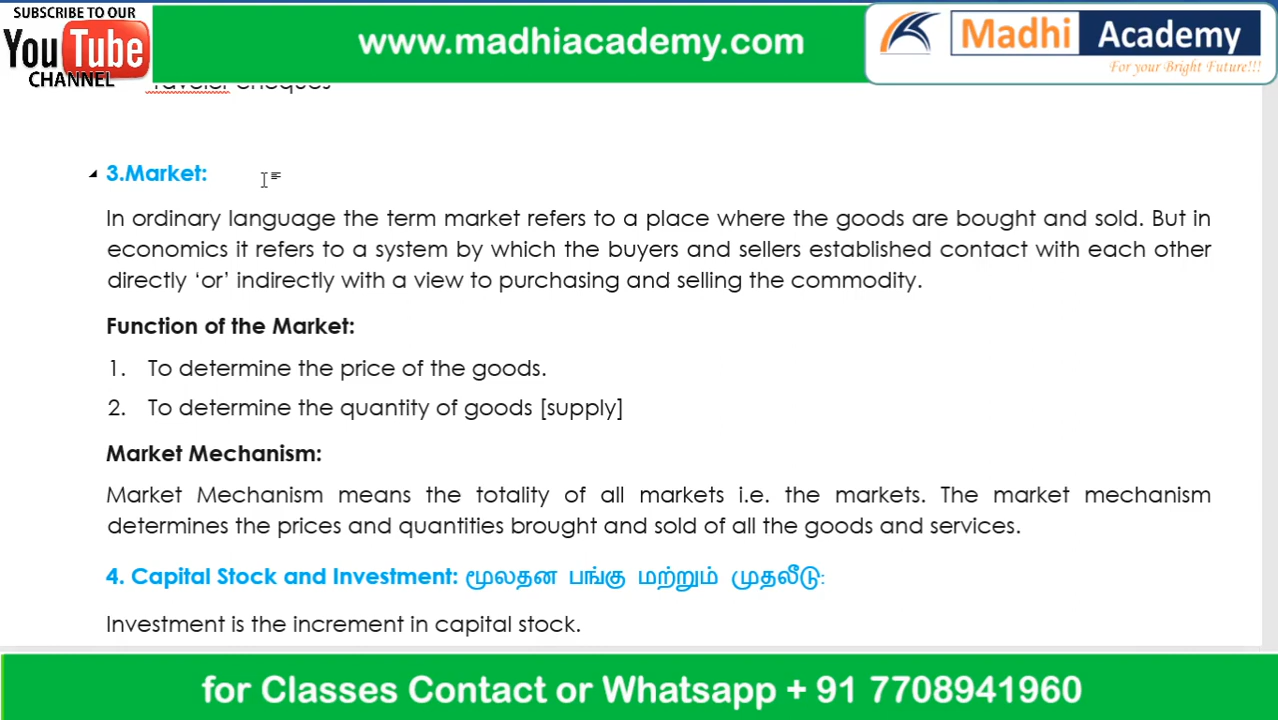 SUBSCRIBE TO OUR
YouTube
CHANNEL
www.madhiacademy.com
Madhi Academy
For your Bright Future!!!
cheques
3.Market:
In ordinary language the term market refers to a place where the goods are bought and sold. But in
economics it refers to a system by which the buyers and sellers established contact with each other
directly ‘or’ indirectly with a view to purchasing and selling the commodity.
Function of the Market:
1. To determine the price of the goods.
2. To determine the quantity of goods [supply]
Market Mechanism:
Market Mechanism means the totality of all markets i.e. the markets. The market mechanism
determines the prices and quantities brought and sold of all the goods and services.
4. Capital Stock and Investment: மூலதன பங்கு மற்றும் முதலீடு:
Investment is the increment in capital stock.
for Classes Contact or Whatsapp + 91 7708941960